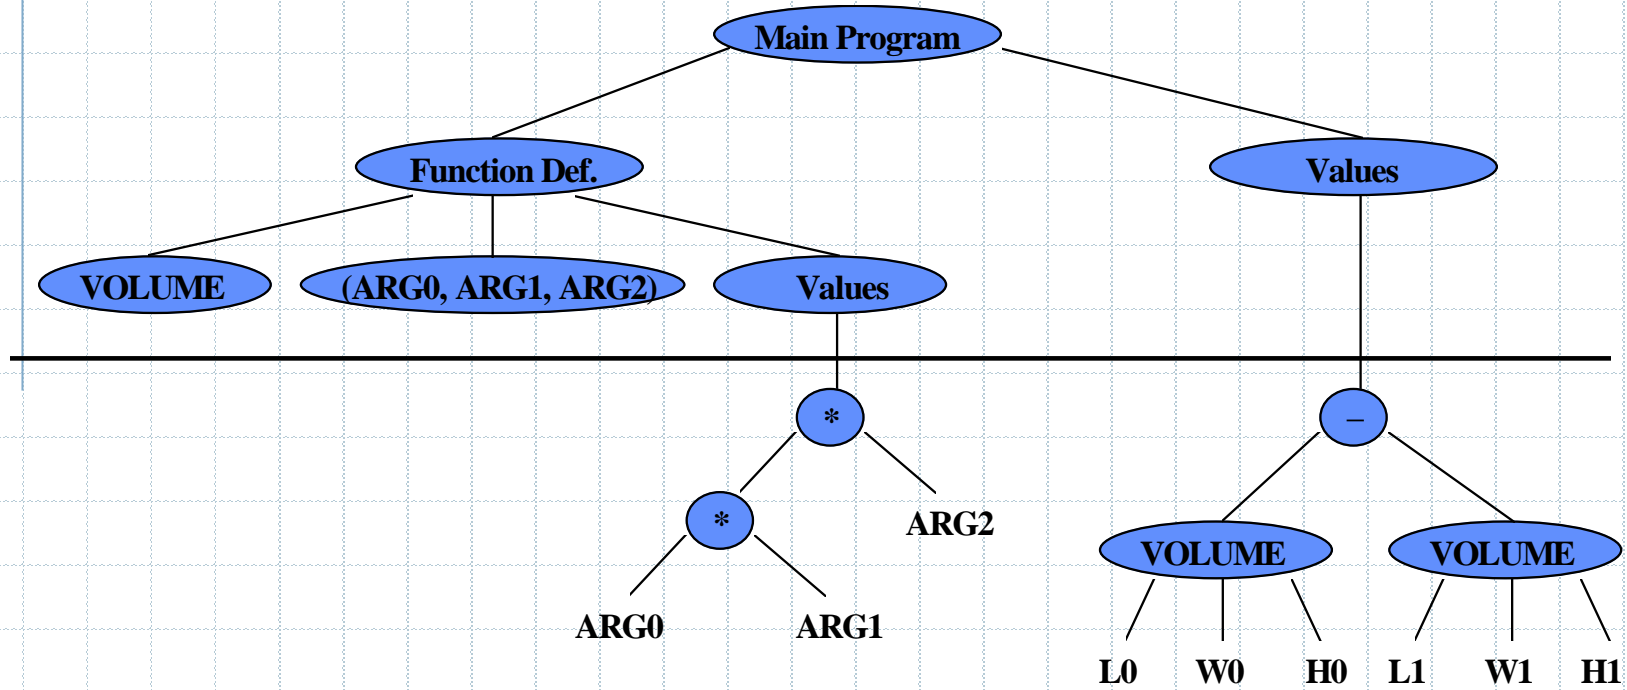 Main Program
Function Def.
Values
VOLUME
(ARG0, ARG1, ARG2)
Values
*
–
*
ARG2
VOLUME
VOLUME
ARG0
ARG1
L0
W0
H0
L1
W1
H1